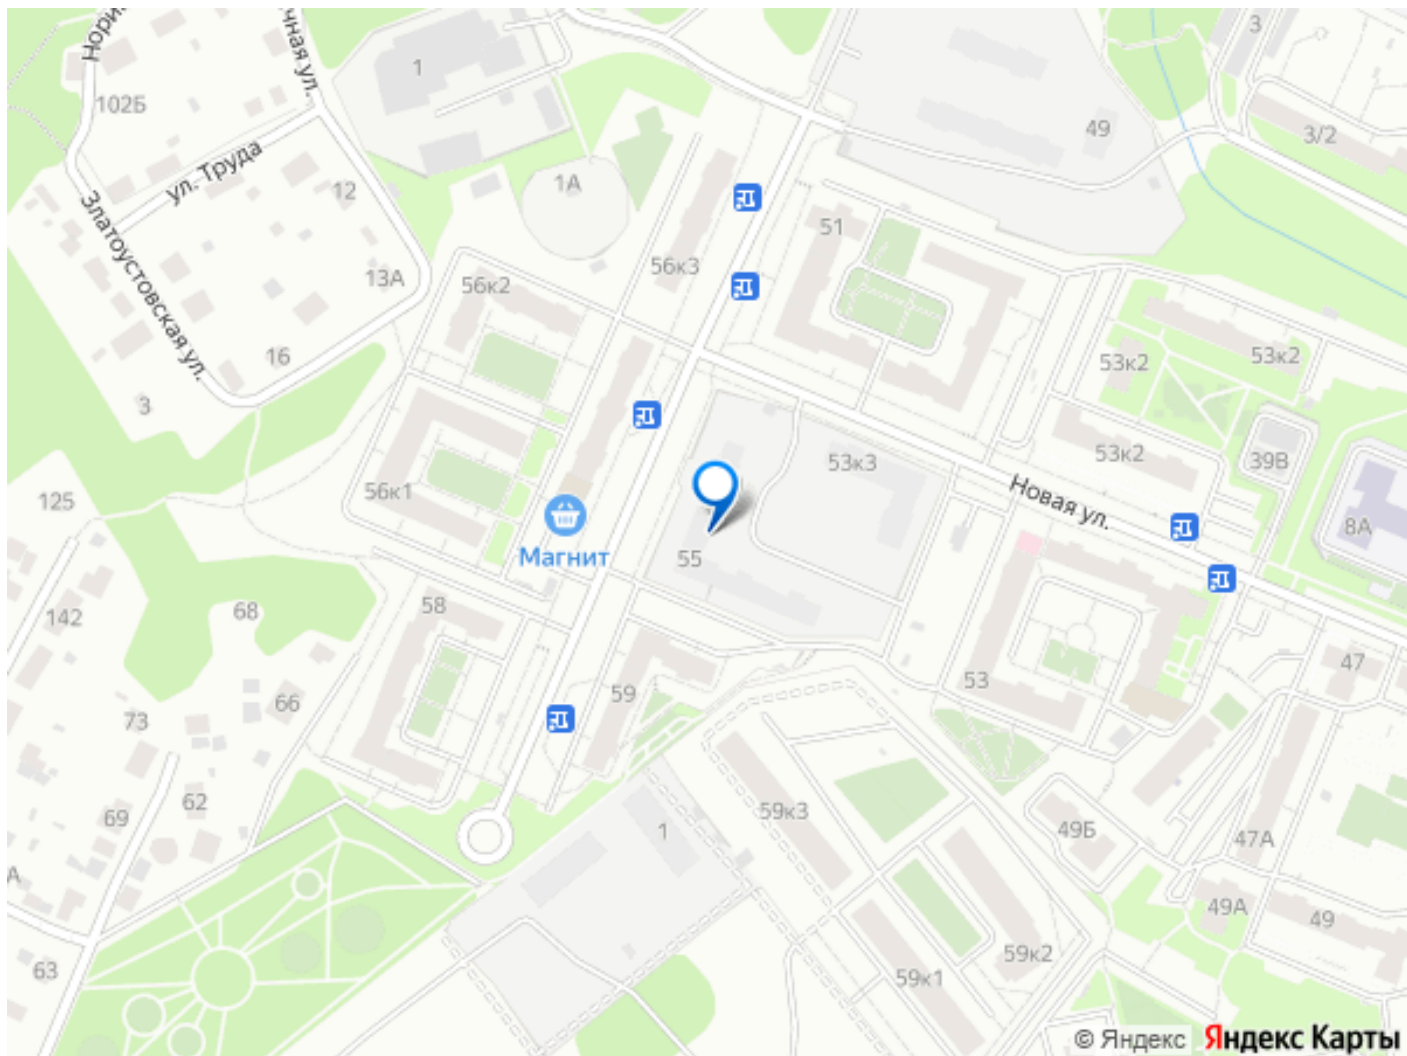 Нори
чная ул.
1
3
102Б
49
3/2
ул. Труда
12
1А
51
Златоустовская ул.
13А
56к3
56к2
16
53к2
53к2
3
53к2
39В
56к1
53к3
Новая ул.
125
8А
Магнит
55
142
68
58
47
66
59
53
73
62
69
59к3
1
49Б
47А
А
49А
49
63
59к2
59к1
© Яндекс Яндекс Карты